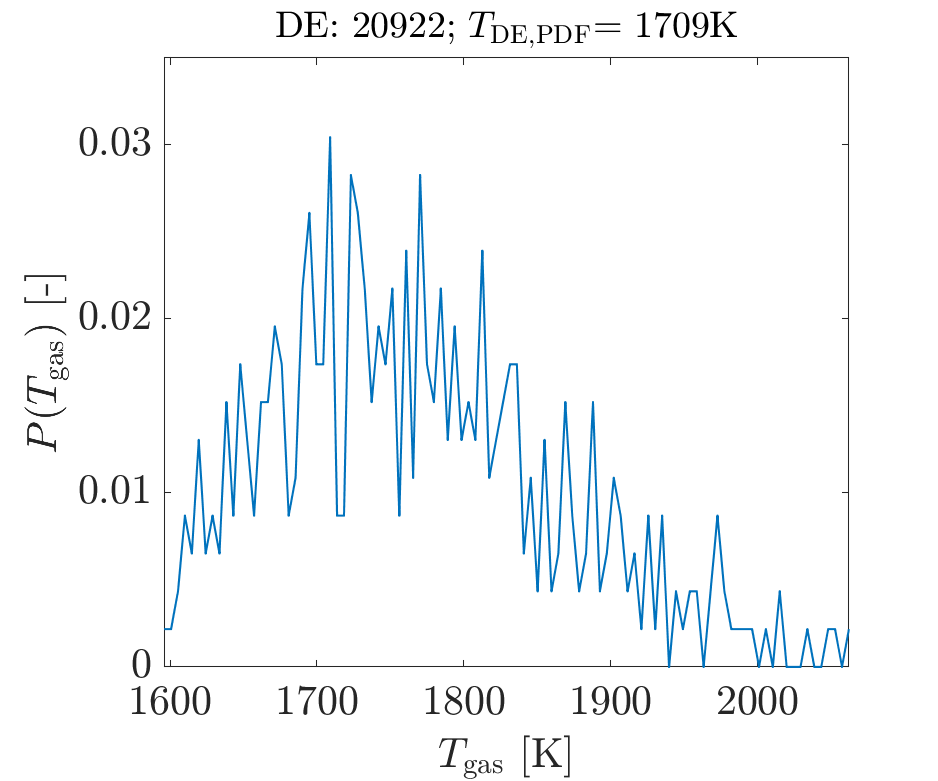 DE: 20922; T_DE,PDF= 1709K
0.03
0.02
0.01
0
P(T_gas) [-]
1600 1700 1800 1900 2000
T_gas [K]